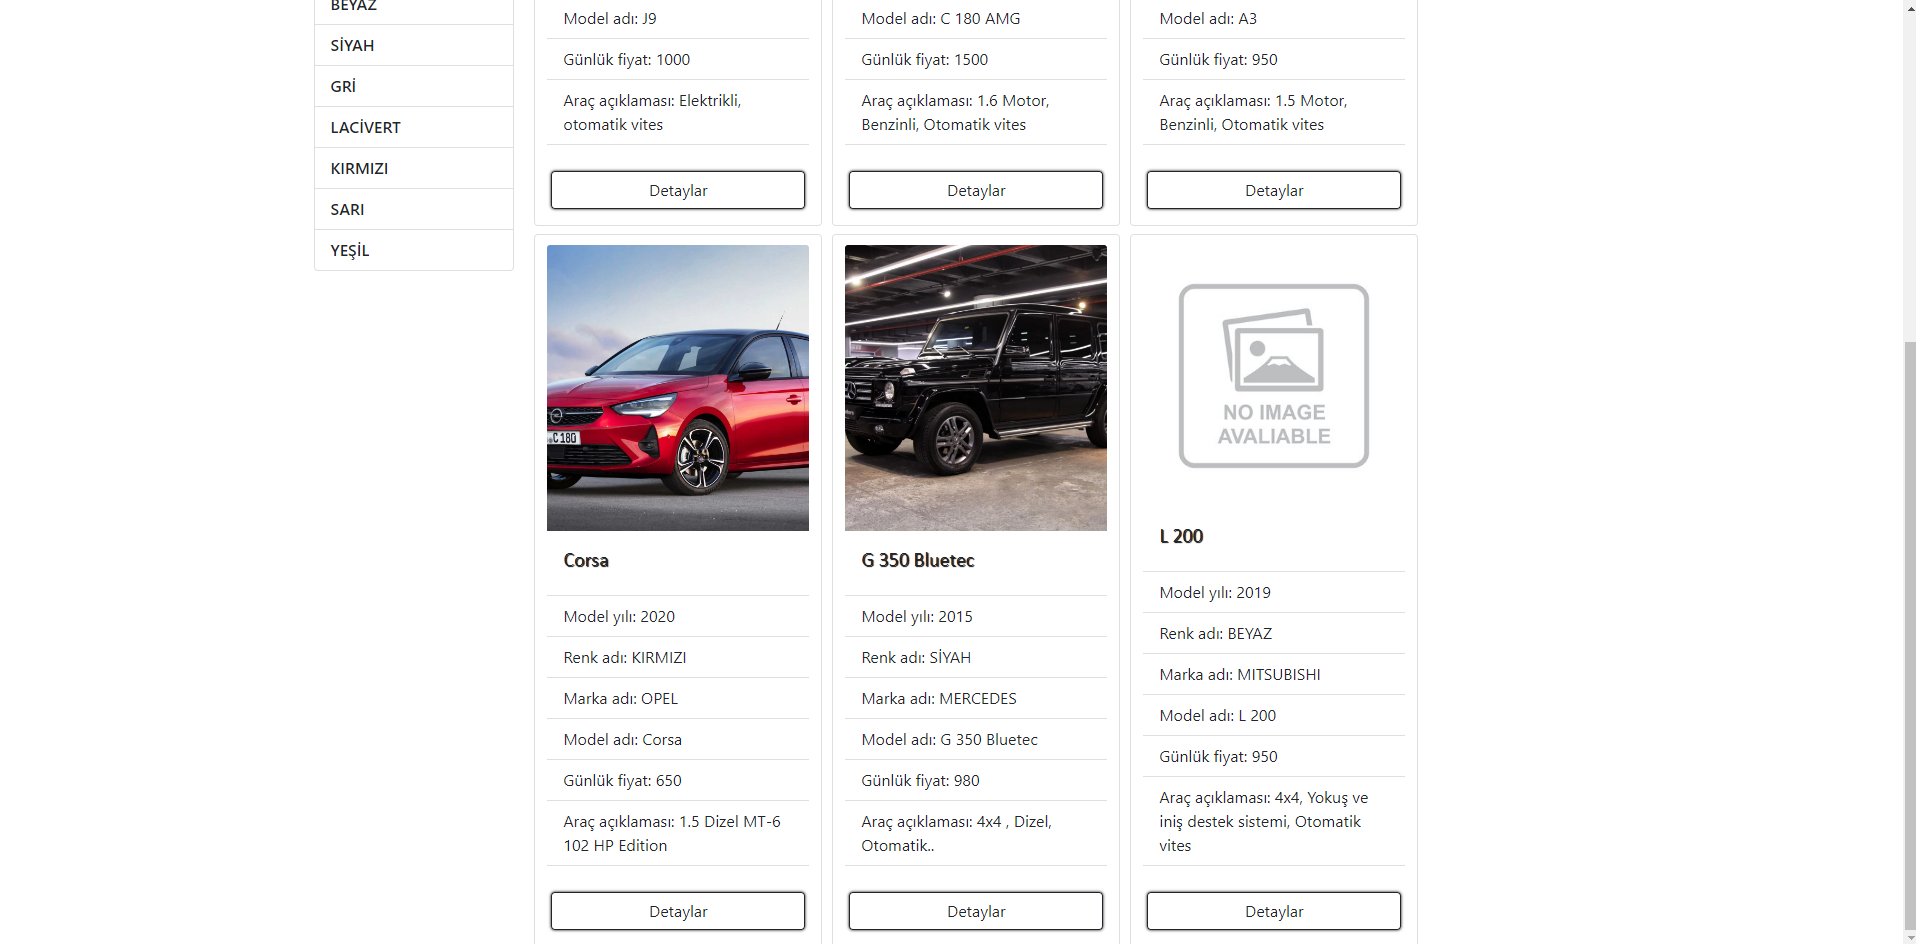 BEYAZ
SİYAH
GRİ
LACİVERT
KIRMIZI
SARI
YEŞİL
Model adı: J9
Günlük fiyat: 1000
Araç açıklaması: Elektrikli,
otomatik vites
Detaylar
Model adı: C 180 AMG
Günlük fiyat: 1500
Araç açıklaması: 1.6 Motor,
Benzinli, Otomatik vites
Detaylar
Model adı: A3
Günlük fiyat: 950
Araç açıklaması: 1.5 Motor,
Benzinli, Otomatik vites
Detaylar
C 180
Corsa
Model yılı: 2020
Renk adı: KIRMIZI
Marka adı: OPEL
Model adı: Corsa
Günlük fiyat: 650
Araç açıklaması: 1.5 Dizel MT-6
102 HP Edition
Detaylar
G 350 Bluetec
Model yılı: 2015
Renk adı: SİYAH
Marka adı: MERCEDES
Model adı: G 350 Bluetec
Günlük fiyat: 980
Araç açıklaması: 4x4 , Dizel,
Otomatik..
Detaylar
NO IMAGE
AVALIABLE
L 200
Model yılı: 2019
Renk adı: BEYAZ
Marka adı: MITSUBISHI
Model adı: L 200
Günlük fiyat: 950
Araç açıklaması: 4x4, Yokuş ve
iniş destek sistemi, Otomatik
vites
Detaylar